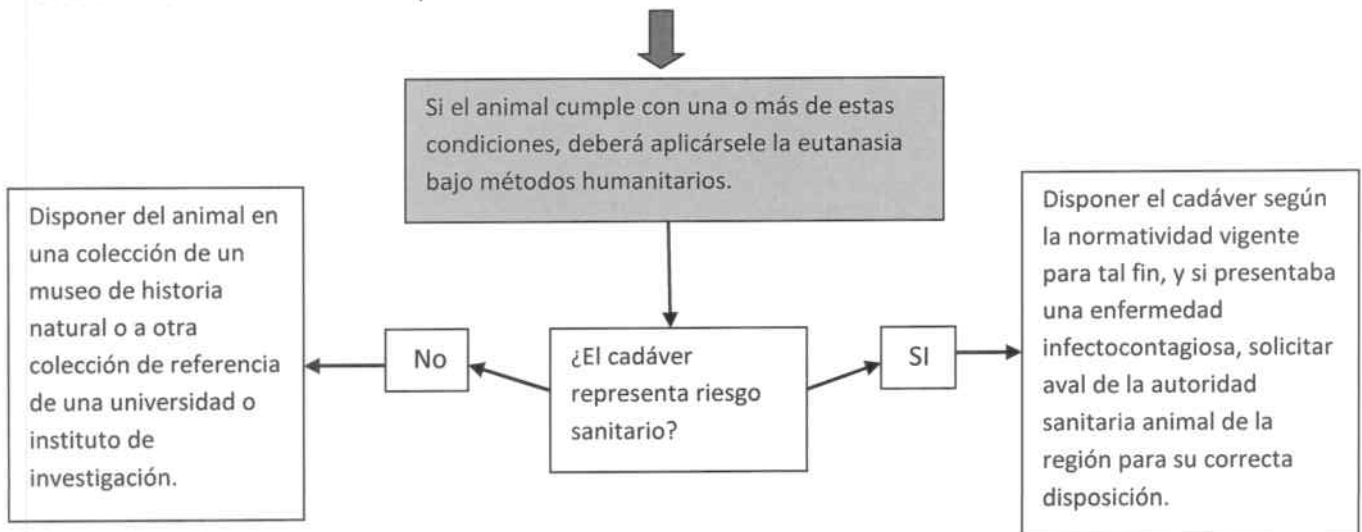 Si el animal cumple con una o más de estas
condiciones, deberá aplicársele la eutanasia
bajo métodos humanitarios.
Disponer del animal en
una colección de un
museo de historia
natural o a otra
colección de referencia
de una universidad o
instituto de
investigación.
No
¿El cadáver
representa riesgo
sanitario?
SI
Disponer el cadáver según
la normatividad vigente
para tal fin, y si presentaba
una enfermedad
infectocontagiosa, solicitar
aval de la autoridad
sanitaria animal de la
región para su correcta
disposición.